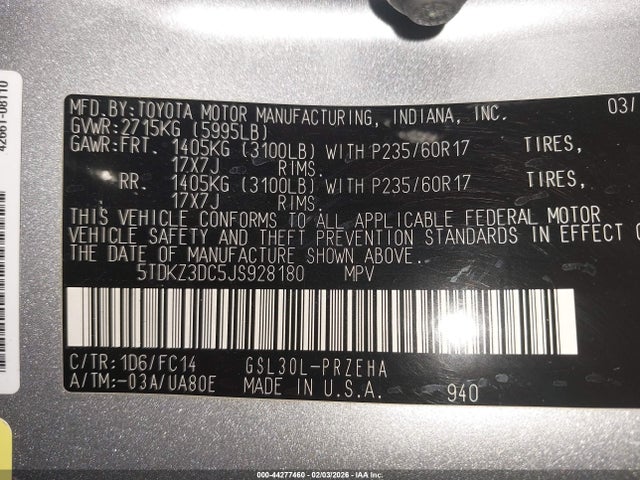 42661-08110
MFD.BY:TOYOTA MOTOR MANUFACTURING, INDIANA, INC. 03/
GVWR:2715KG (5995LB)
GAWR:FRT. 1405KG (3100LB) WITH P235/60R17 TIRES,
17X7J RIMS.
RR. 1405KG (3100LB) WITH P235/60R17 TIRES,
17X7J RIMS.
THIS VEHICLE CONFORMS TO ALL APPLICABLE FEDERAL MOTOR
VEHICLE SAFETY AND THEFT PREVENTION STANDARDS IN EFFECT O
THE DATE OF MANUFACTURE SHOWN ABOVE.
5TDKZ3DC5JS928180 MPV
C/TR:1D6/FC14 GSL30L-PRZEHA
A/TM:-03A/UA80E MADE IN U.S.A. 940
000-44277460 - 02/03/2026 - IAA Inc.